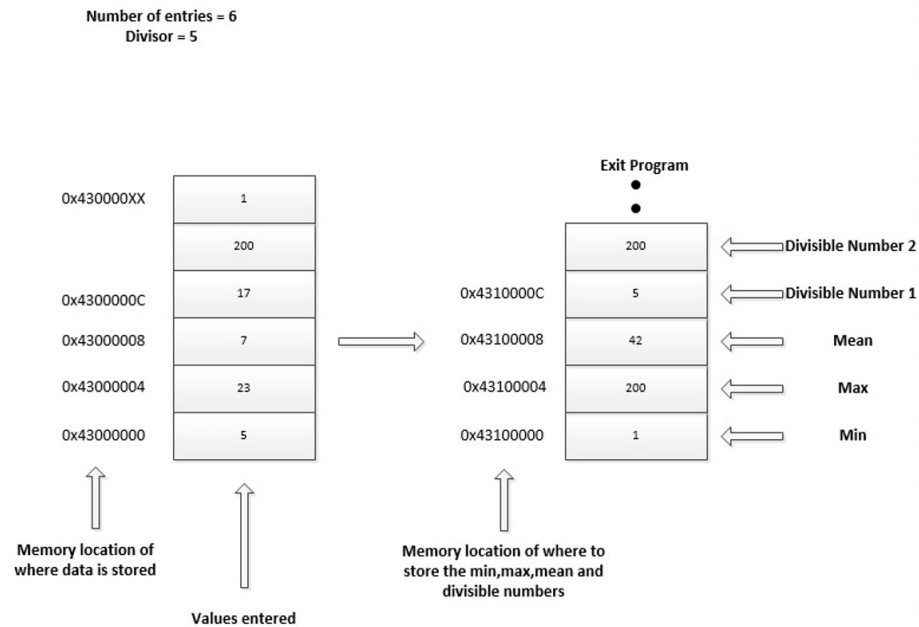 Number of entries = 6
Divisor = 5
Exit Program
0x430000XX
1
200
200
Divisible Number 2
0x4300000C
17
0x4310000C
5
Divisible Number 1
0x43000008
7
0x43100008
42
Mean
0x43000004
23
0x43100004
200
Max
0x43000000
5
0x43100000
1
Min
Memory location of
where data is stored
Values entered
Memory location of where to
store the min,max,mean and
divisible numbers